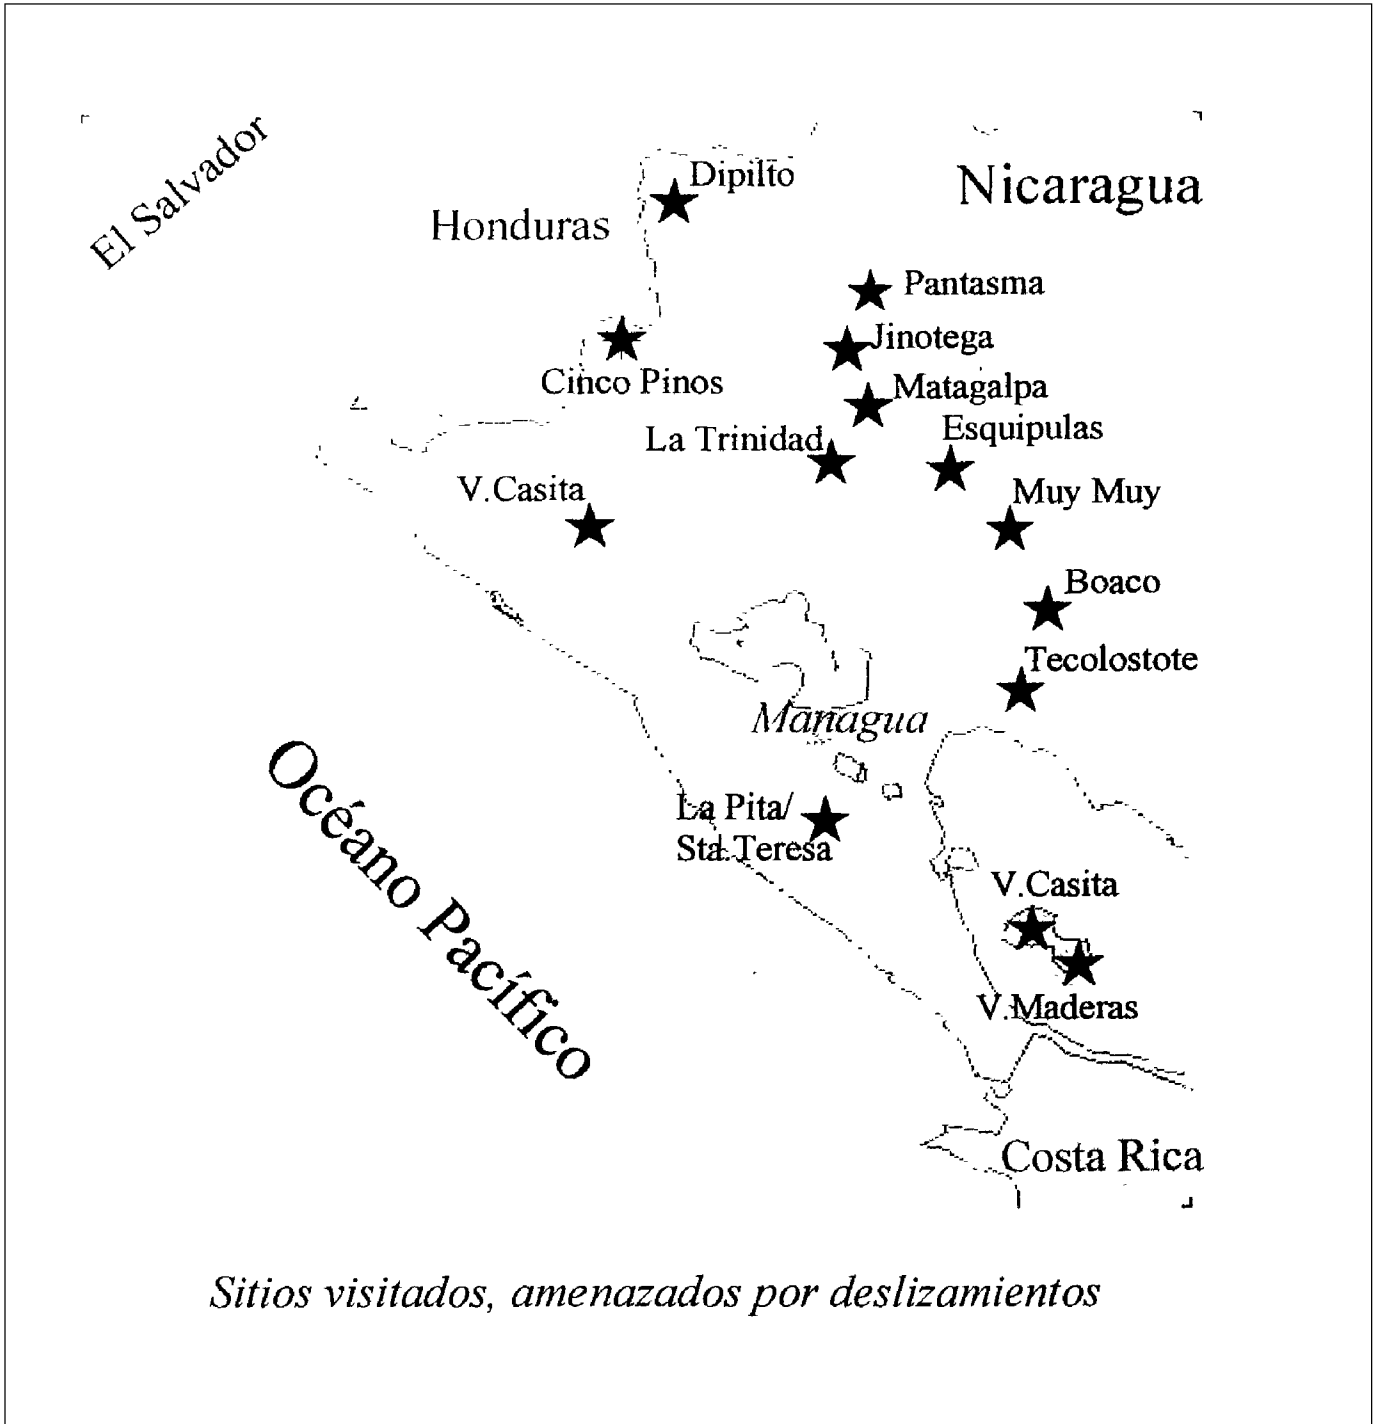 El Salvador
Dipilto
Nicaragua
Honduras
Pantasma
Jinotega
Cinco Pinos
Matagalpa
Esquipulas
La Trinidad
V.Casita
Muy Muy
Boaco
Tecolostote
Managua
Océano Pacífico
La Pita/
Sta.Teresa
V.Casita
V.Maderas
Costa Rica
Sitios visitados, amenazados por deslizamientos